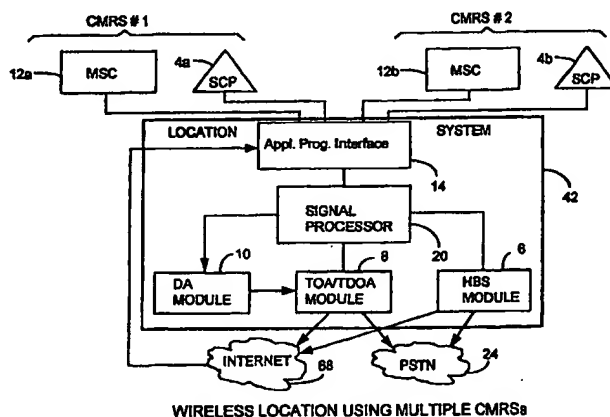 CMRS # 1
CMRS # 2
12a
MSC
4a
SCP
12b
MSC
4b
SCP
LOCATION
SYSTEM
Appl. Prog. Interface
14
42
SIGNAL PROCESSOR
20
10
8
6
DA MODULE
TOA/TDOA MODULE
HBS MODULE
INTERNET
68
PSTN
24
WIRELESS LOCATION USING MULTIPLE CMRSs